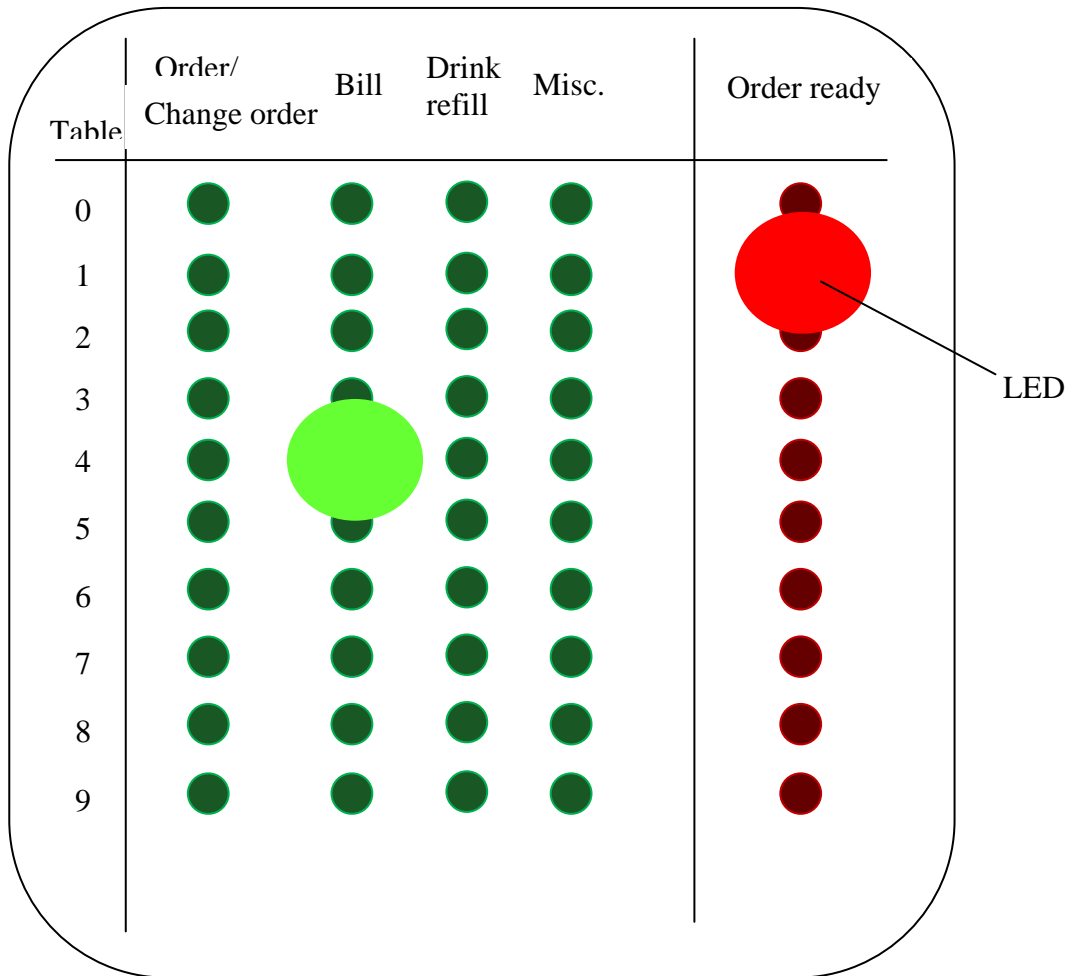 Order/
Change order
Bill
Drink
refill
Misc.
Order ready
Table
0
1
2
3
4
5
6
7
8
9
LED